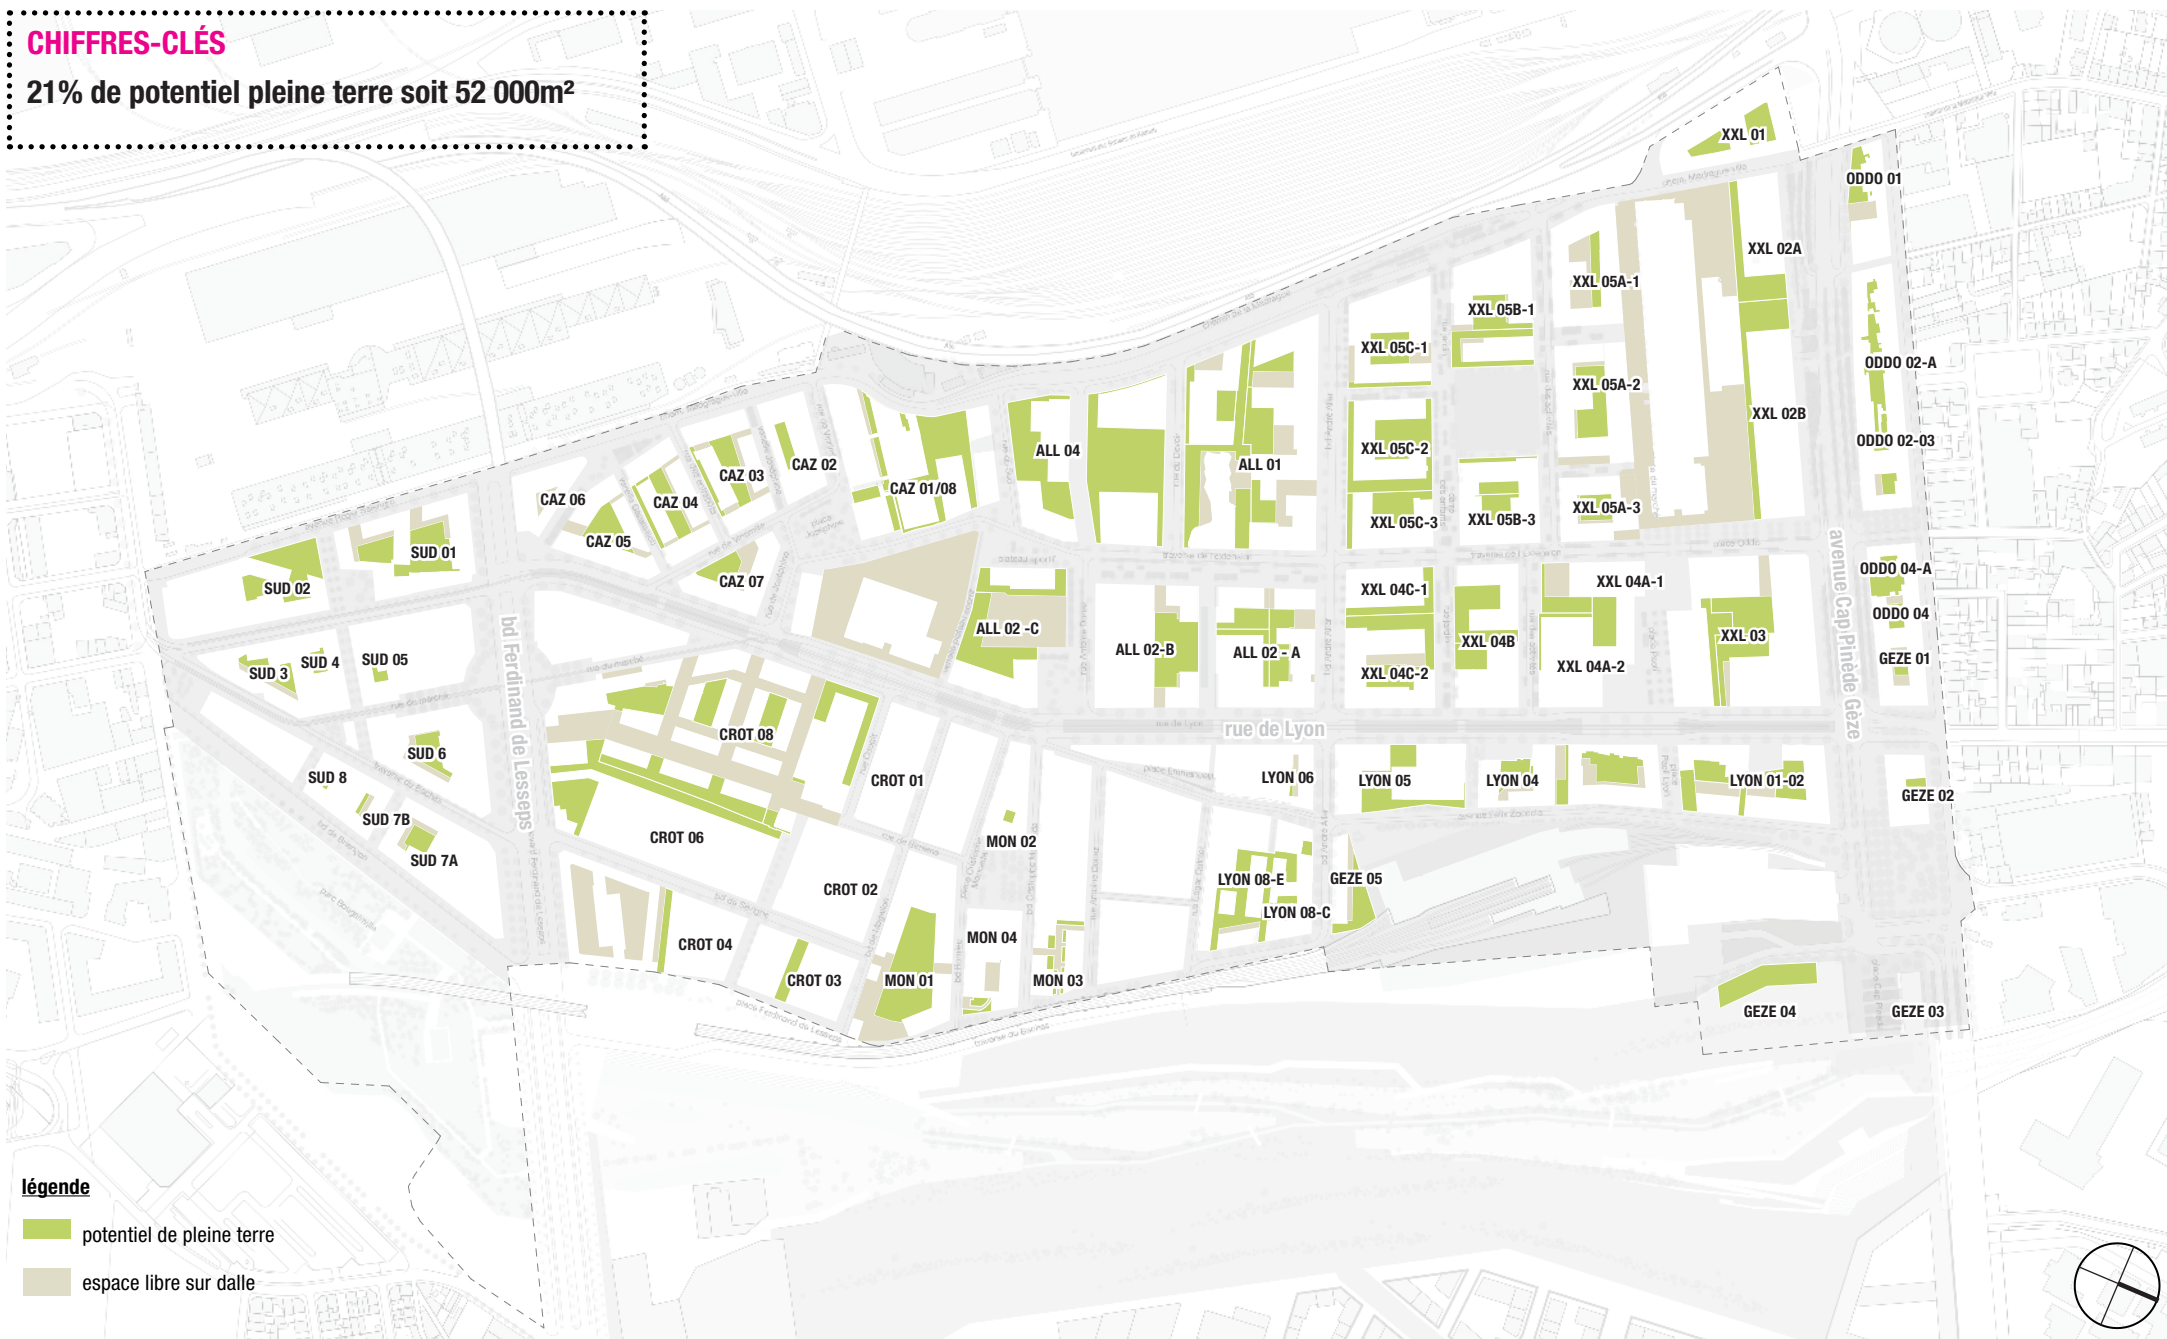 CHIFFRES-CLÉS
21% de potentiel pleine terre soit 52 000m²
XXL 01
ODDO 01
XXL 02A
XXL 05A-1
XXL 05B-1
XXL 05C-1
ODDO 02-A
XXL 05A-2
XXL 02B
ODDO 02-03
ALL 04
ALL 01
XXL 05C-2
CAZ 02
CAZ 03
CAZ 01/08
CAZ 06
CAZ 04
XXL 05C-3
XXL 05B-3
XXL 05A-3
CAZ 05
SUD 01
CAZ 07
SUD 02
XXL 04C-1
XXL 04A-1
ODDO 04-A
ODDO 04
avenue Cap Pinède Gèze
bd Ferdinand de Lesseps
ALL 02 -C
ALL 02-B
ALL 02 - A
XXL 04B
XXL 03
XXL 04A-2
XXL 04C-2
GEZE 01
SUD 3
SUD 4
SUD 05
rue du marché
rue de Lyon
rue de Lyon
CROT 08
SUD 6
SUD 8
SUD 7B
SUD 7A
CROT 01
LYON 06
LYON 05
LYON 04
LYON 01-02
GEZE 02
CROT 06
MON 02
CROT 02
LYON 08-E
GEZE 05
LYON 08-C
CROT 04
MON 04
CROT 03
MON 01
MON 03
GEZE 04
GEZE 03
légende
potentiel de pleine terre
espace libre sur dalle